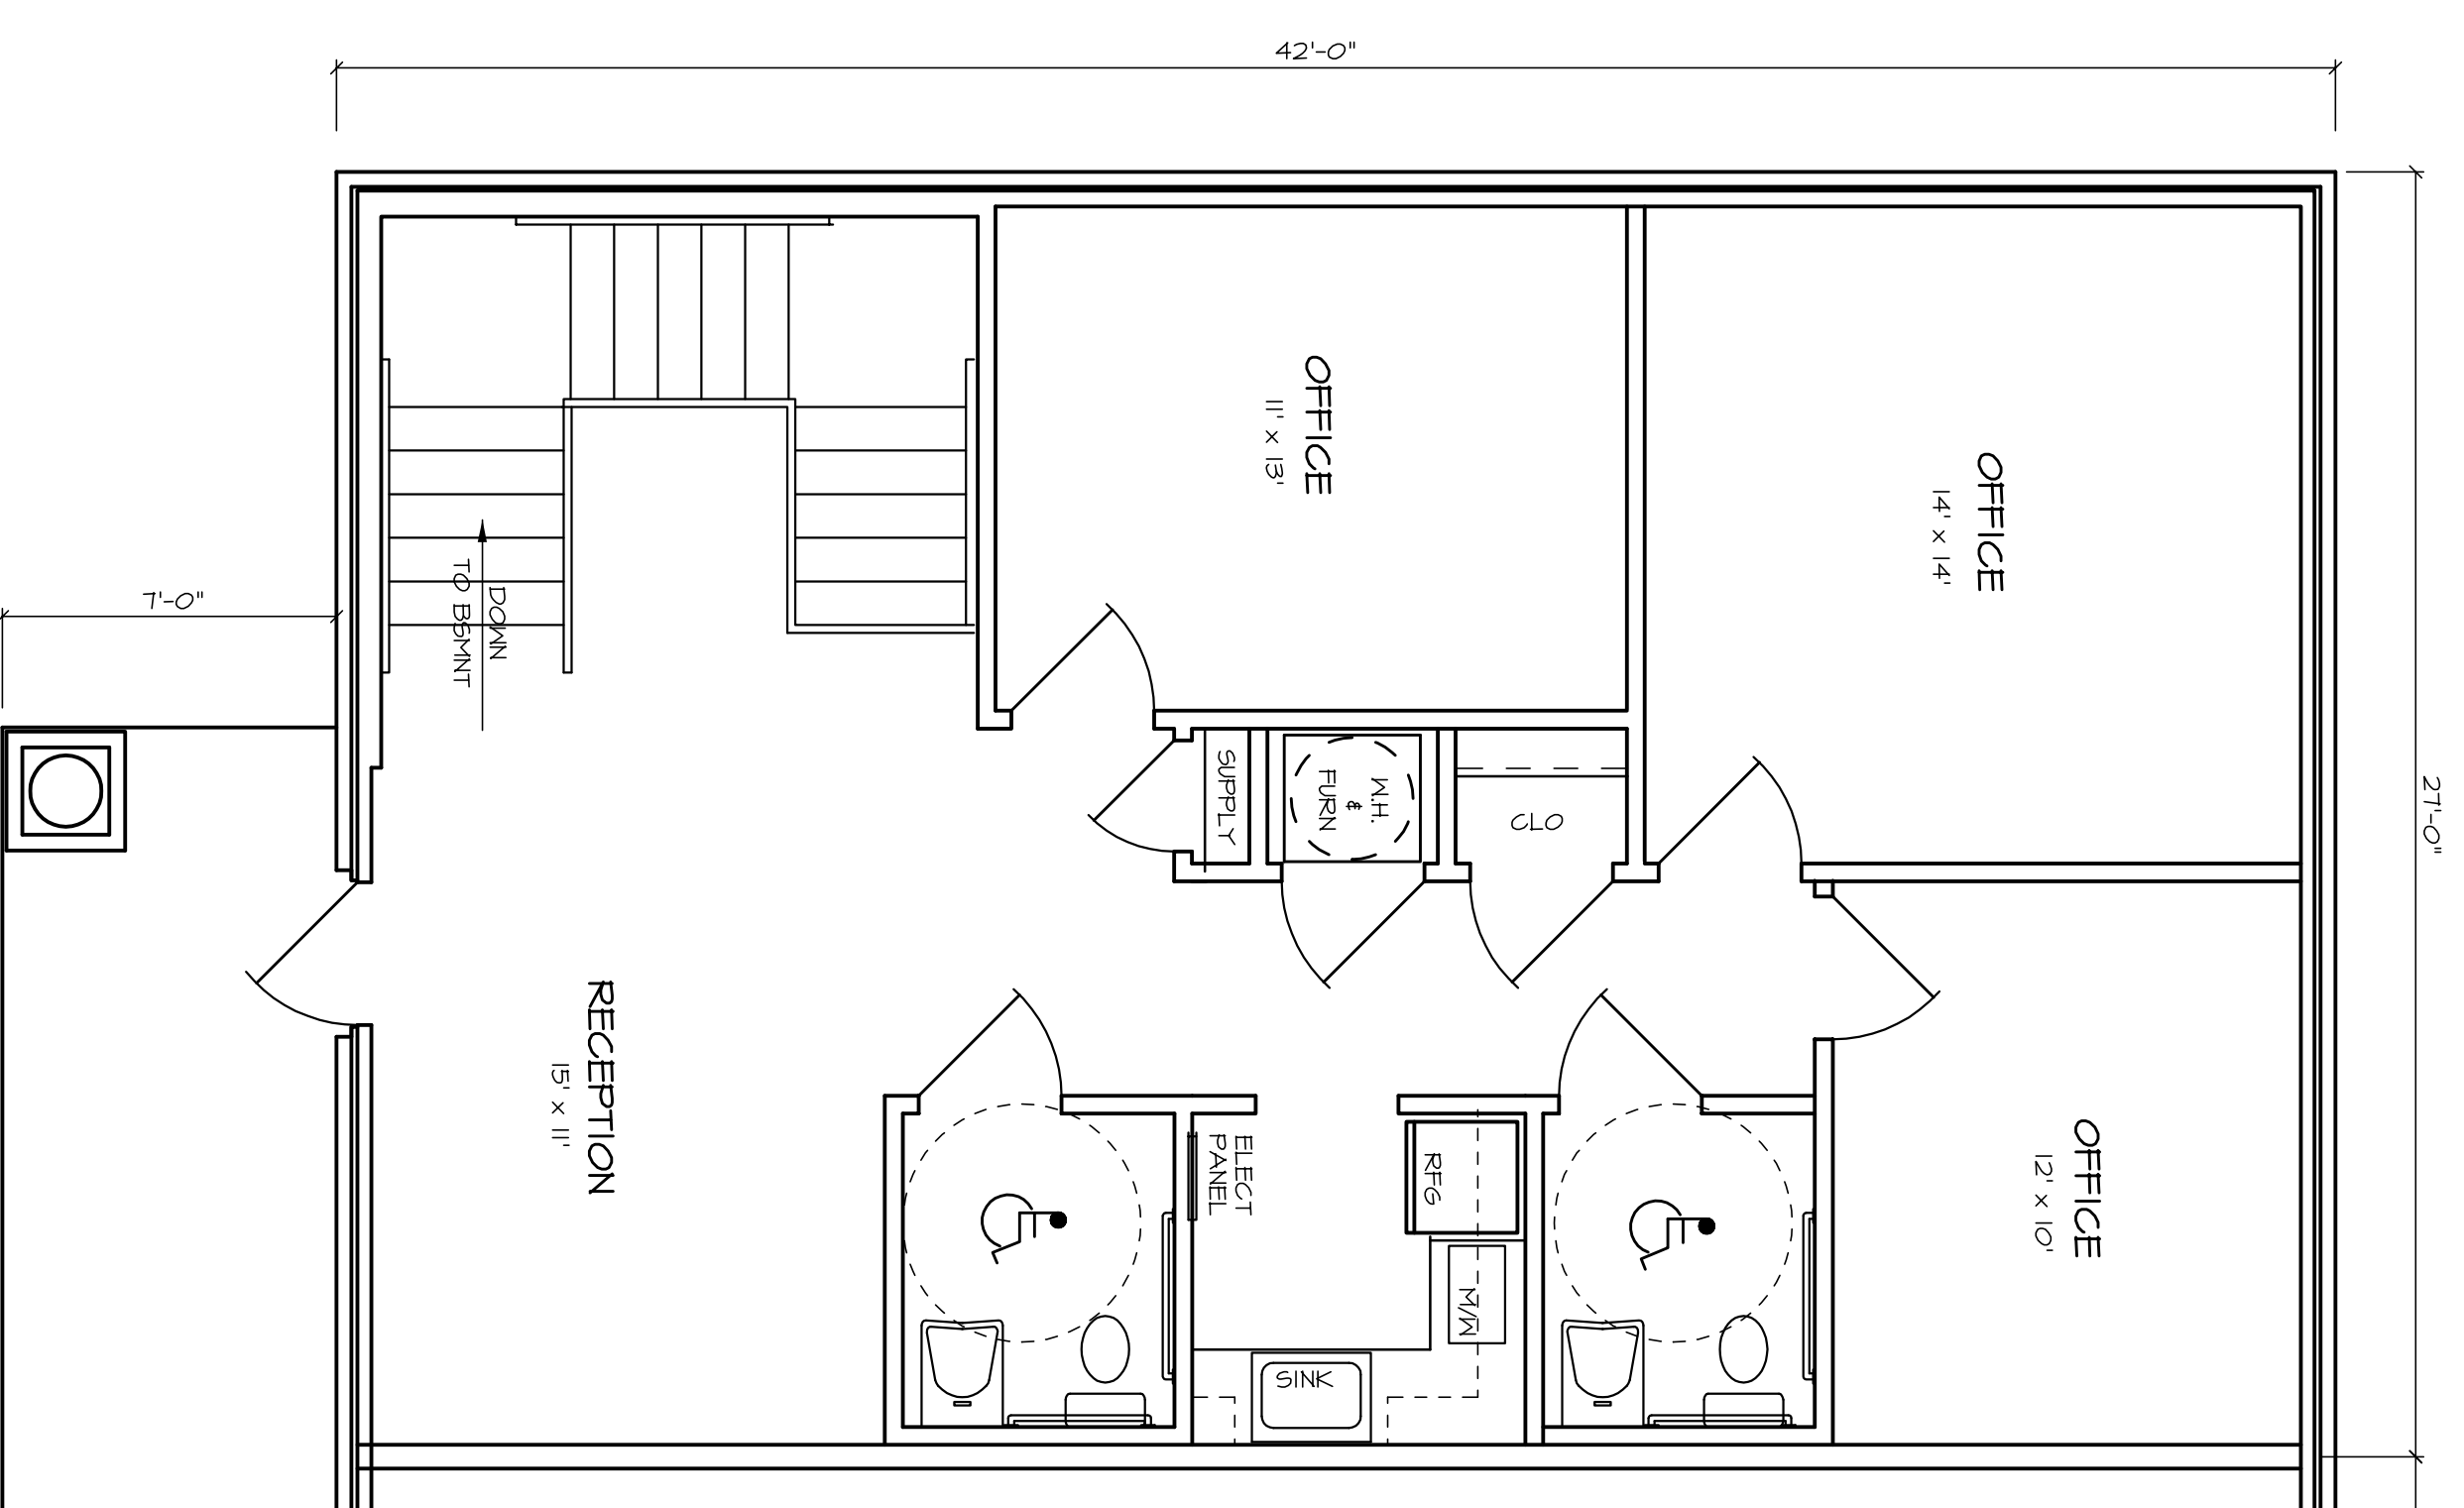 42'-0"
7'-0"
27'-0"
OFFICE
11' x 13'
OFFICE
14' x 14'
DOWN
TO BSMNT
SUPPLY
W.H.
&
FURN
CLO
RECEPTION
15' x 11'
ELECT
PANEL
RFG
M/W
SINK
OFFICE
12' x 10'